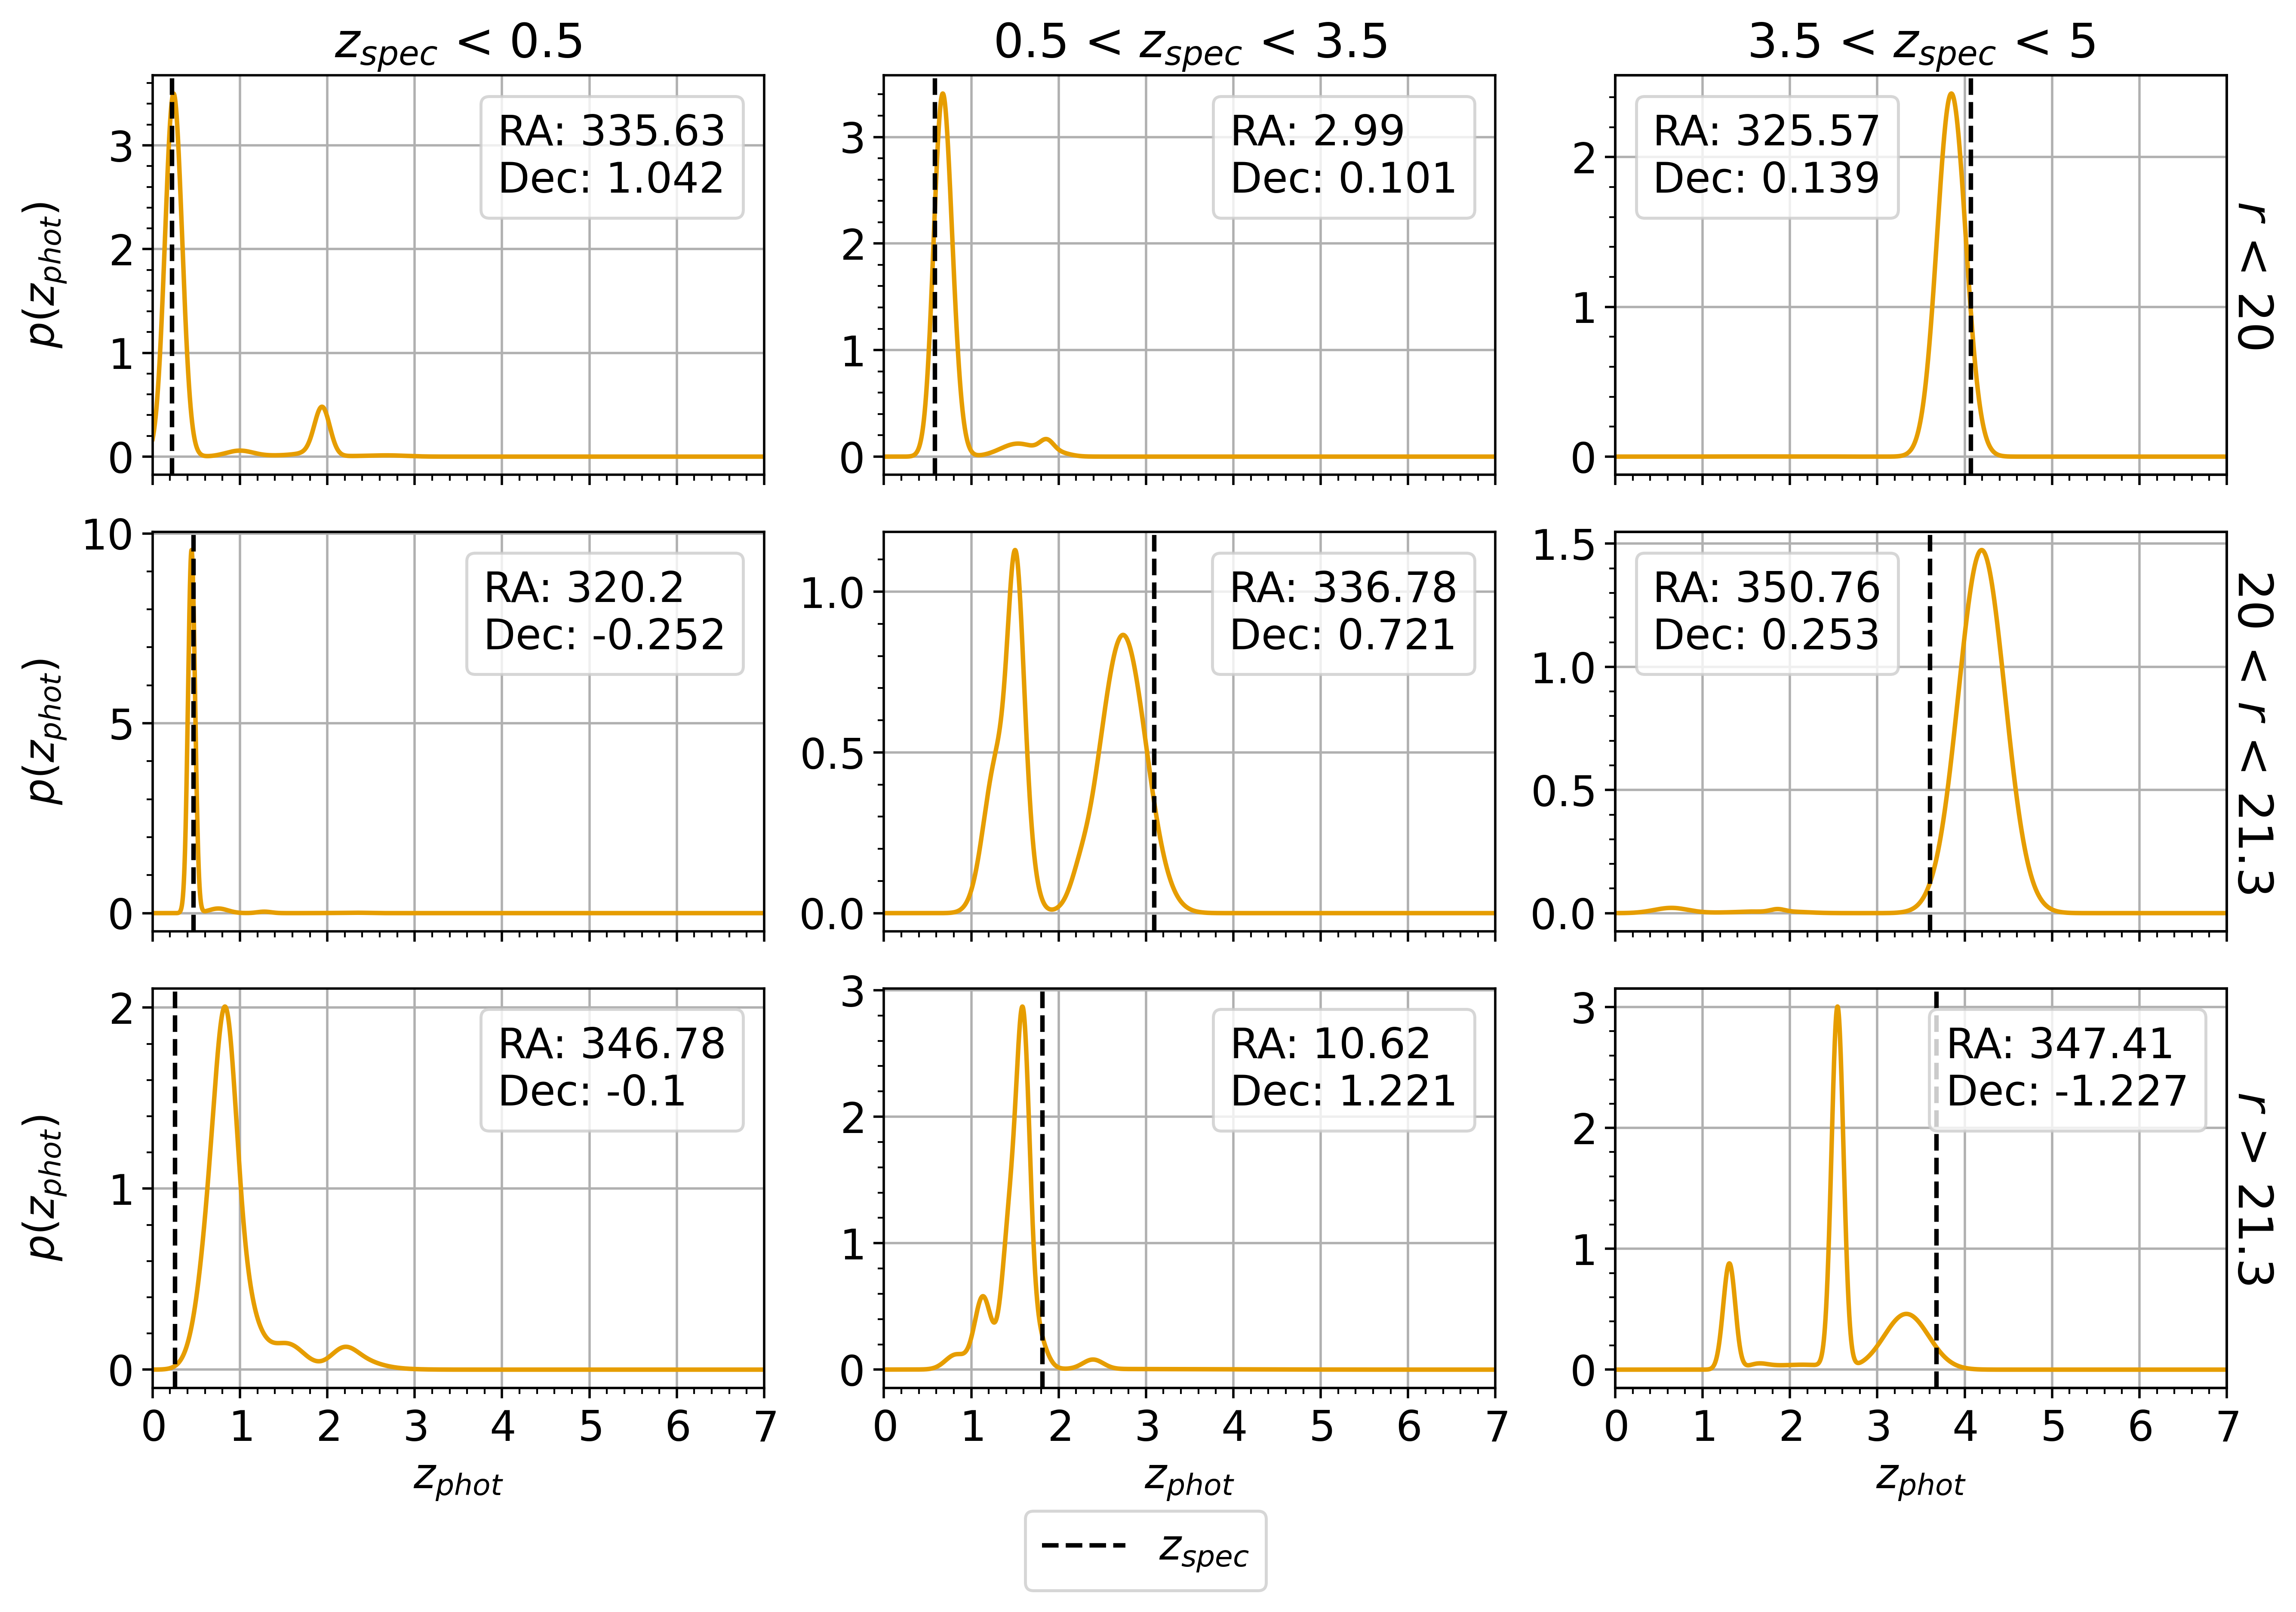 z_spec < 0.5
0.5 < z_spec < 3.5
3.5 < z_spec < 5
p(z_phot)
3
2
1
0
RA: 335.63
Dec: 1.042
3
2
1
0
RA: 2.99
Dec: 0.101
2
1
0
RA: 325.57
Dec: 0.139
r < 20
p(z_phot)
10
5
0
RA: 320.2
Dec: -0.252
1.0
0.5
0.0
RA: 336.78
Dec: 0.721
1.5
1.0
0.5
0.0
RA: 350.76
Dec: 0.253
20 < r < 21.3
p(z_phot)
2
1
0
RA: 346.78
Dec: -0.1
3
2
1
0
RA: 10.62
Dec: 1.221
3
2
1
0
RA: 347.41
Dec: -1.227
r > 21.3
0 1 2 3 4 5 6 7
0 1 2 3 4 5 6 7
0 1 2 3 4 5 6 7
z_phot
z_phot
z_phot
z_spec